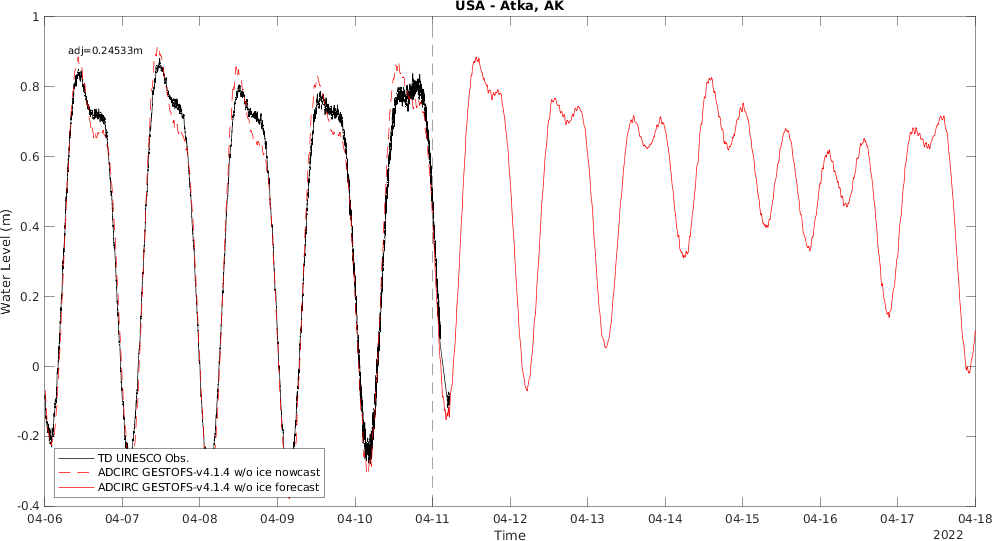 USA - Atka, AK
adj=0.24533m
1
0.8
0.6
0.4
0.2
0
-0.2
-0.4
Water Level (m)
TD UNESCO Obs.
ADCIRC GESTOFS-v4.1.4 w/o ice nowcast
ADCIRC GESTOFS-v4.1.4 w/o ice forecast
04-06 04-07 04-08 04-09 04-10 04-11 04-12 04-13 04-14 04-15 04-16 04-17 04-18
Time
2022